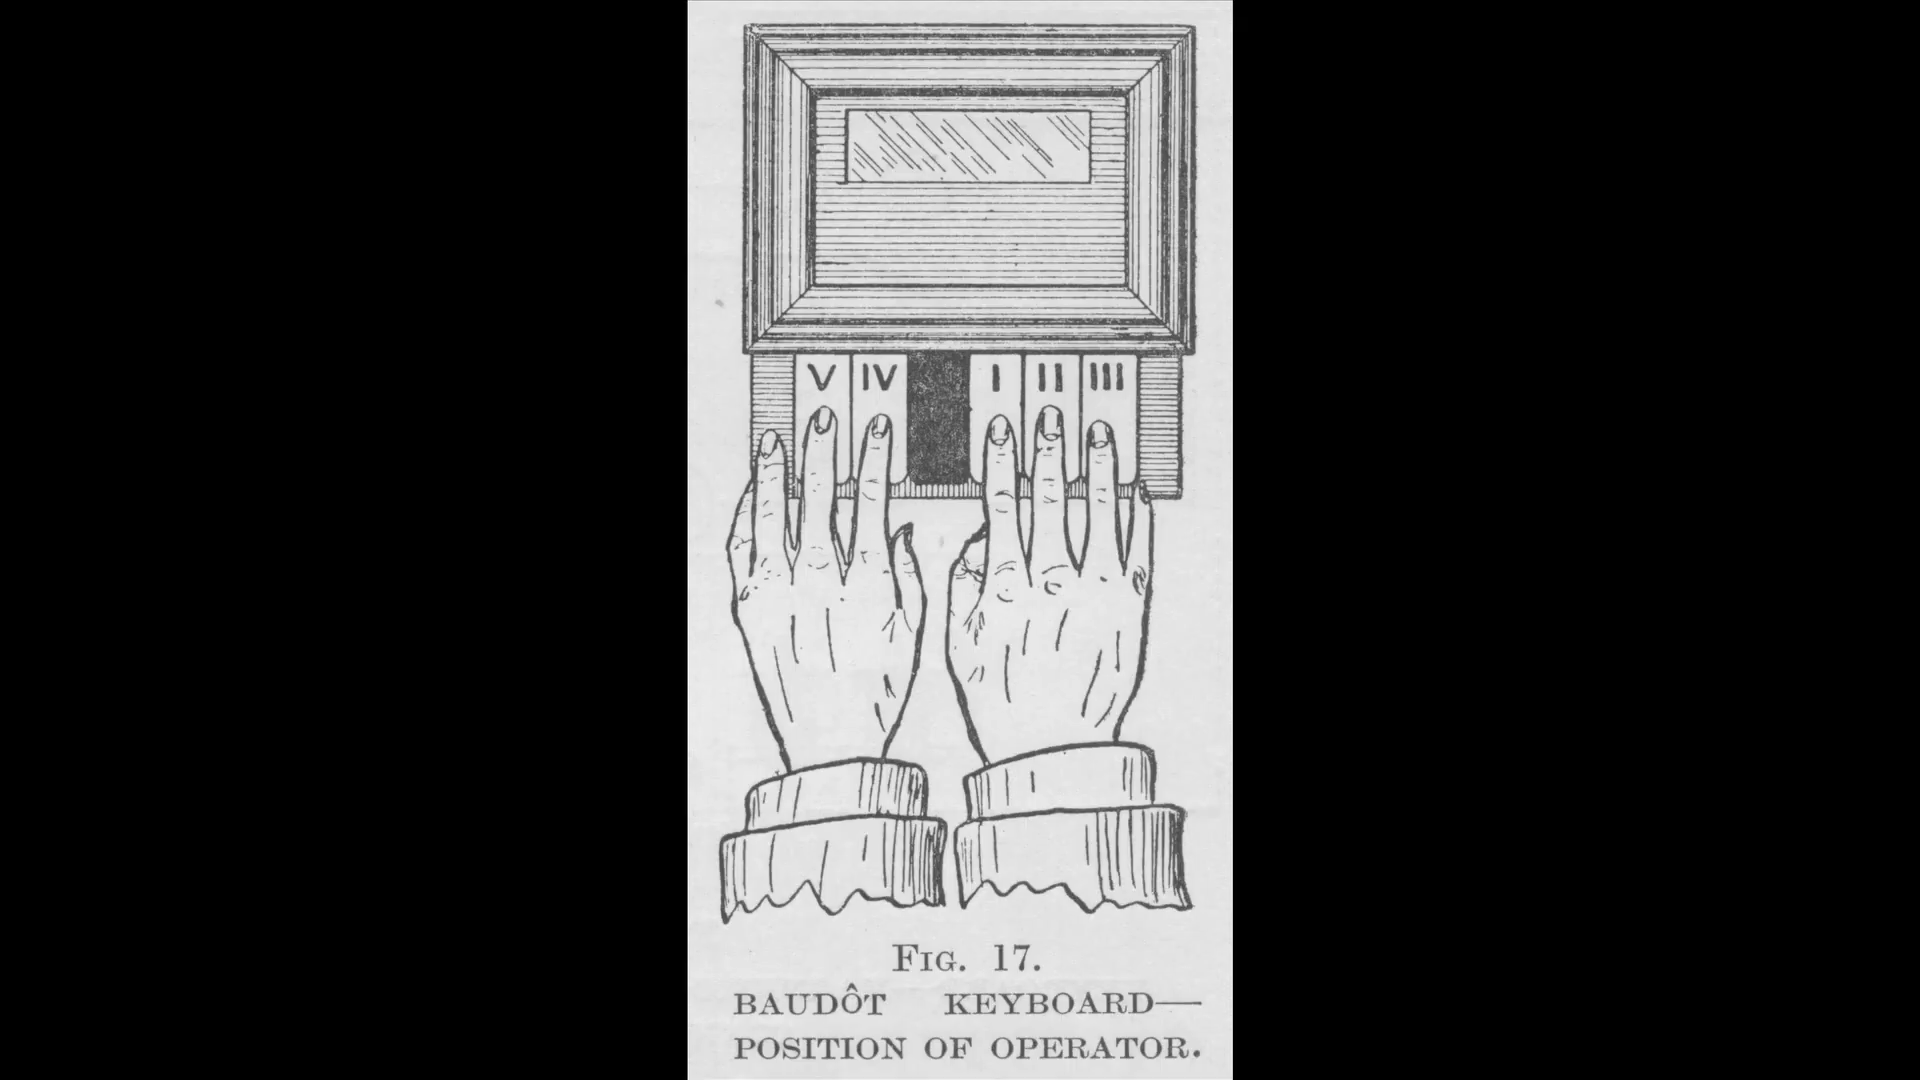 V IV I II III
Fig. 17.
BAUDÔT KEYBOARD—
POSITION OF OPERATOR.